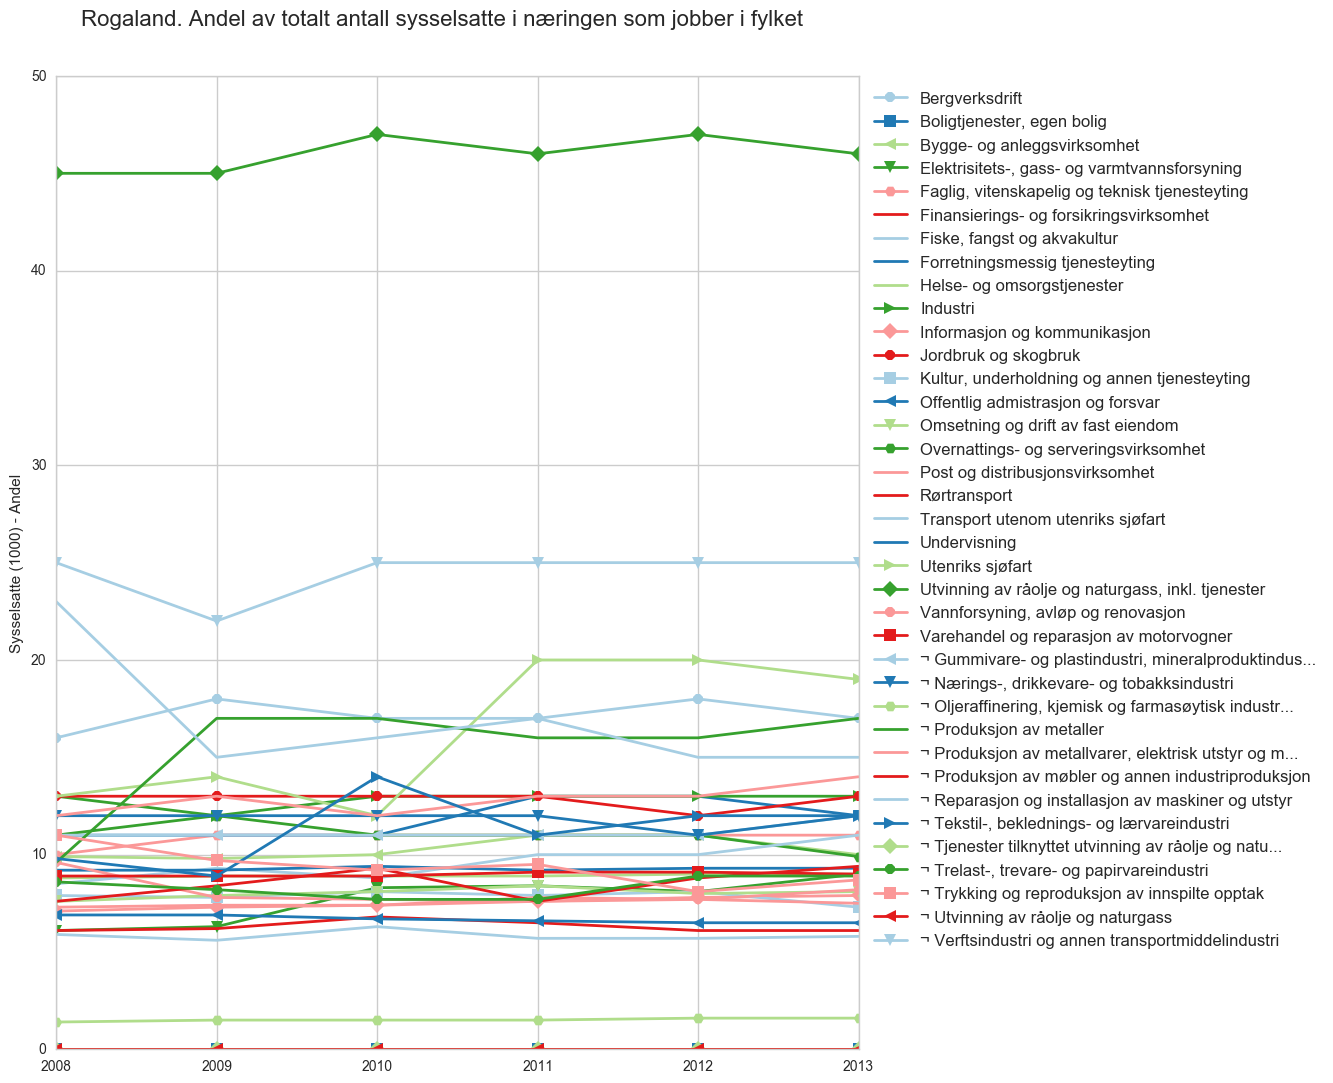 Rogaland. Andel av totalt antall sysselsatte i næringen som jobber i fylket
50
40
30
20
10
0
Sysselsatte (1000) - Andel
2008 2009 2010 2011 2012 2013
Bergverksdrift
Boligtjenester, egen bolig
Bygge- og anleggsvirksomhet
Elektrisitets-, gass- og varmtvannsforsyning
Faglig, vitenskapelig og teknisk tjenesteyting
Finansierings- og forsikringsvirksomhet
Fiske, fangst og akvakultur
Forretningsmessig tjenesteyting
Helse- og omsorgstjenester
Industri
Informasjon og kommunikasjon
Jordbruk og skogbruk
Kultur, underholdning og annen tjenesteyting
Offentlig admistrasjon og forsvar
Omsetning og drift av fast eiendom
Overnattings- og serveringsvirksomhet
Post og distribusjonsvirksomhet
Rørtransport
Transport utenom utenriks sjøfart
Undervisning
Utenriks sjøfart
Utvinning av råolje og naturgass, inkl. tjenester
Vannforsyning, avløp og renovasjon
Varehandel og reparasjon av motorvogner
¬ Gummivare- og plastindustri, mineralproduktindus...
¬ Nærings-, drikkevare- og tobakksindustri
¬ Oljeraffinering, kjemisk og farmasøytisk industr...
¬ Produksjon av metaller
¬ Produksjon av metallvarer, elektrisk utstyr og m...
¬ Produksjon av møbler og annen industriproduksjon
¬ Reparasjon og installasjon av maskiner og utstyr
¬ Tekstil-, beklednings- og lærvareindustri
¬ Tjenester tilknyttet utvinning av råolje og natu...
¬ Trelast-, trevare- og papirvareindustri
¬ Trykking og reproduksjon av innspilte opptak
¬ Utvinning av råolje og naturgass
¬ Verftsindustri og annen transportmiddelindustri